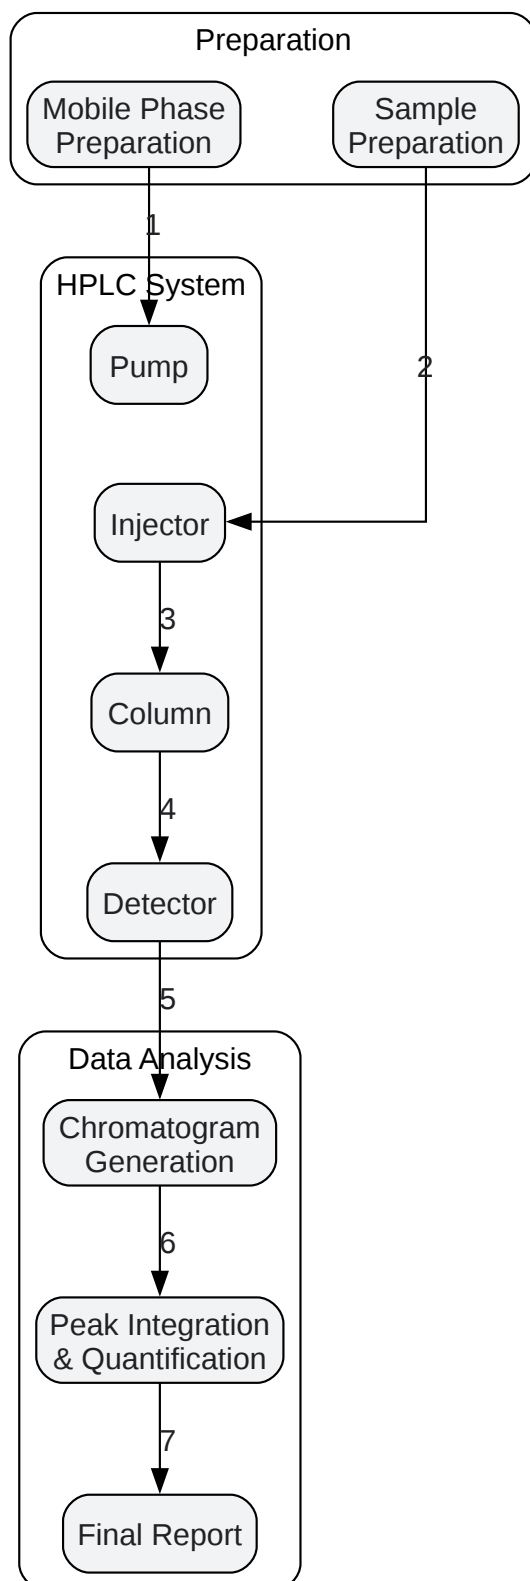 Preparation
Mobile Phase
Preparation
Sample
Preparation
1
HPLC System
Pump
2
Injector
3
Column
4
Detector
5
Data Analysis
Chromatogram
Generation
6
Peak Integration
& Quantification
7
Final Report